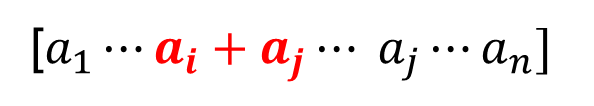 [a₁ ⋯ aᵢ + aⱼ ⋯ aⱼ ⋯ aₙ]